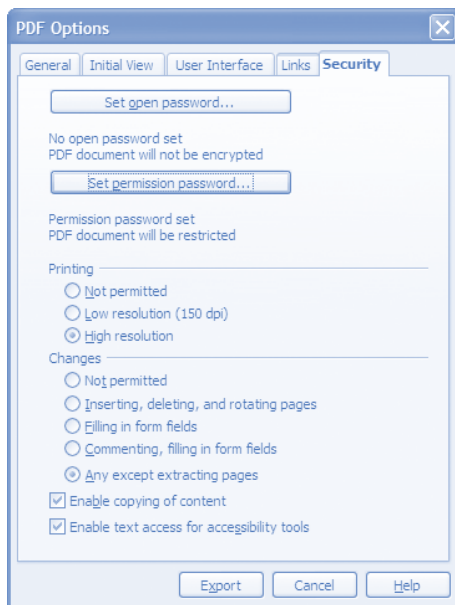 PDF Options
General Initial View User Interface Links Security
Set open password...
No open password set
PDF document will not be encrypted
Set permission password...
Permission password set
PDF document will be restricted
Printing
Not permitted
Low resolution (150 dpi)
High resolution
Changes
Not permitted
Inserting, deleting, and rotating pages
Filling in form fields
Commenting, filling in form fields
Any except extracting pages
Enable copying of content
Enable text access for accessibility tools
Export Cancel Help